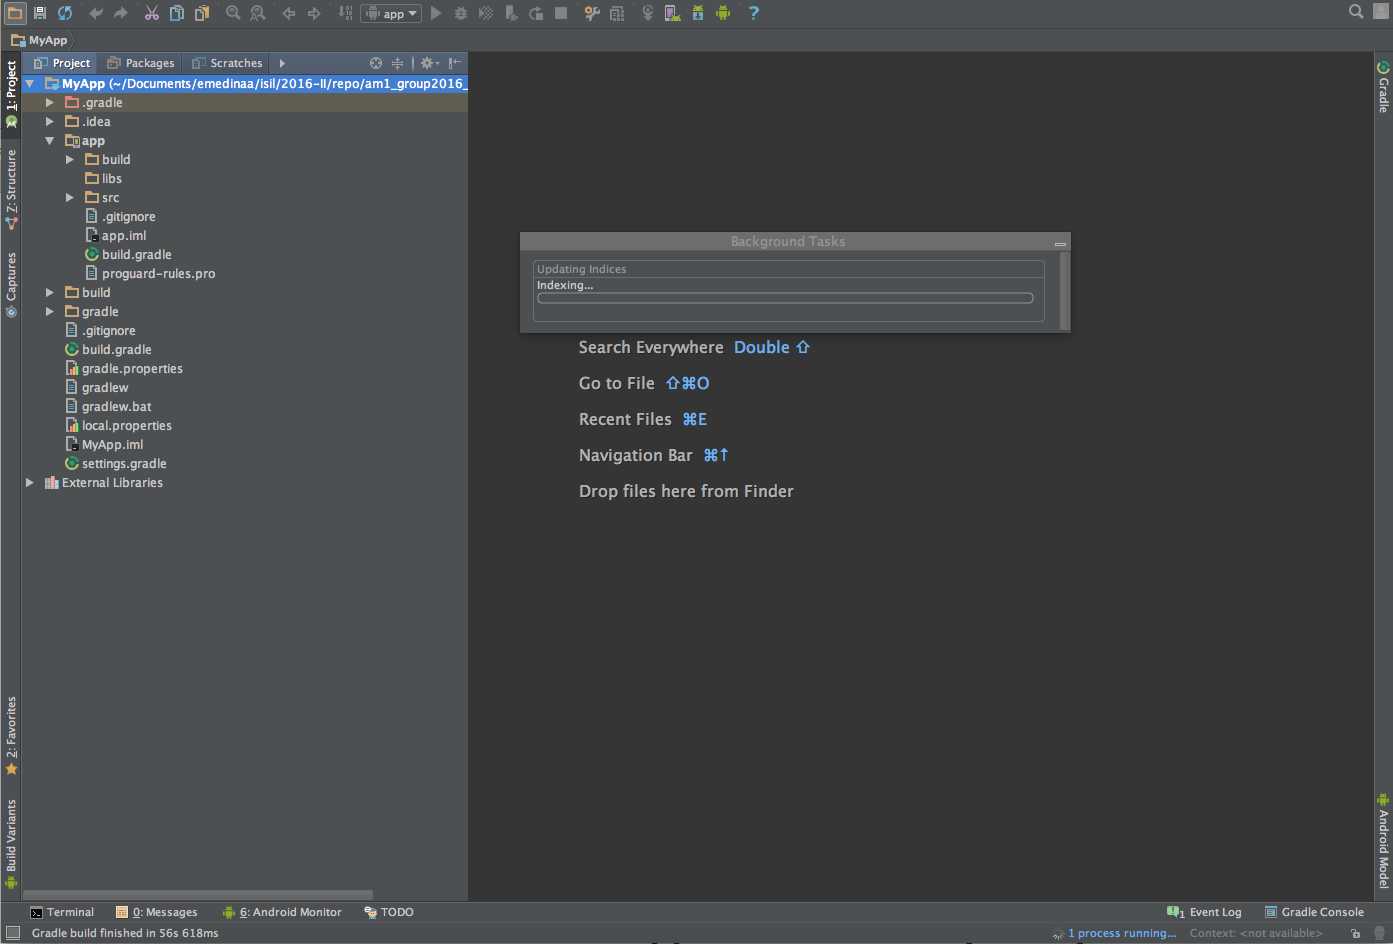 app
MyApp
Project
Packages
Scratches
MyApp (~/Documents/emedinaa/isil/2016-II/repo/am1_group2016_
.gradle
.idea
app
build
libs
src
.gitignore
app.iml
build.gradle
proguard-rules.pro
build
gradle
.gitignore
build.gradle
gradle.properties
gradlew
gradlew.bat
local.properties
MyApp.iml
settings.gradle
External Libraries
1: Project
7: Structure
Captures
2: Favorites
Build Variants
Background Tasks
Updating Indices
Indexing...
Search Everywhere Double ⇧
Go to File ⇧⌘O
Recent Files ⌘E
Navigation Bar ⌘↑
Drop files here from Finder
Gradle
Android Model
Terminal
0: Messages
6: Android Monitor
TODO
1 Event Log
Gradle Console
Gradle build finished in 56s 618ms
1 process running...
Context: <not available>